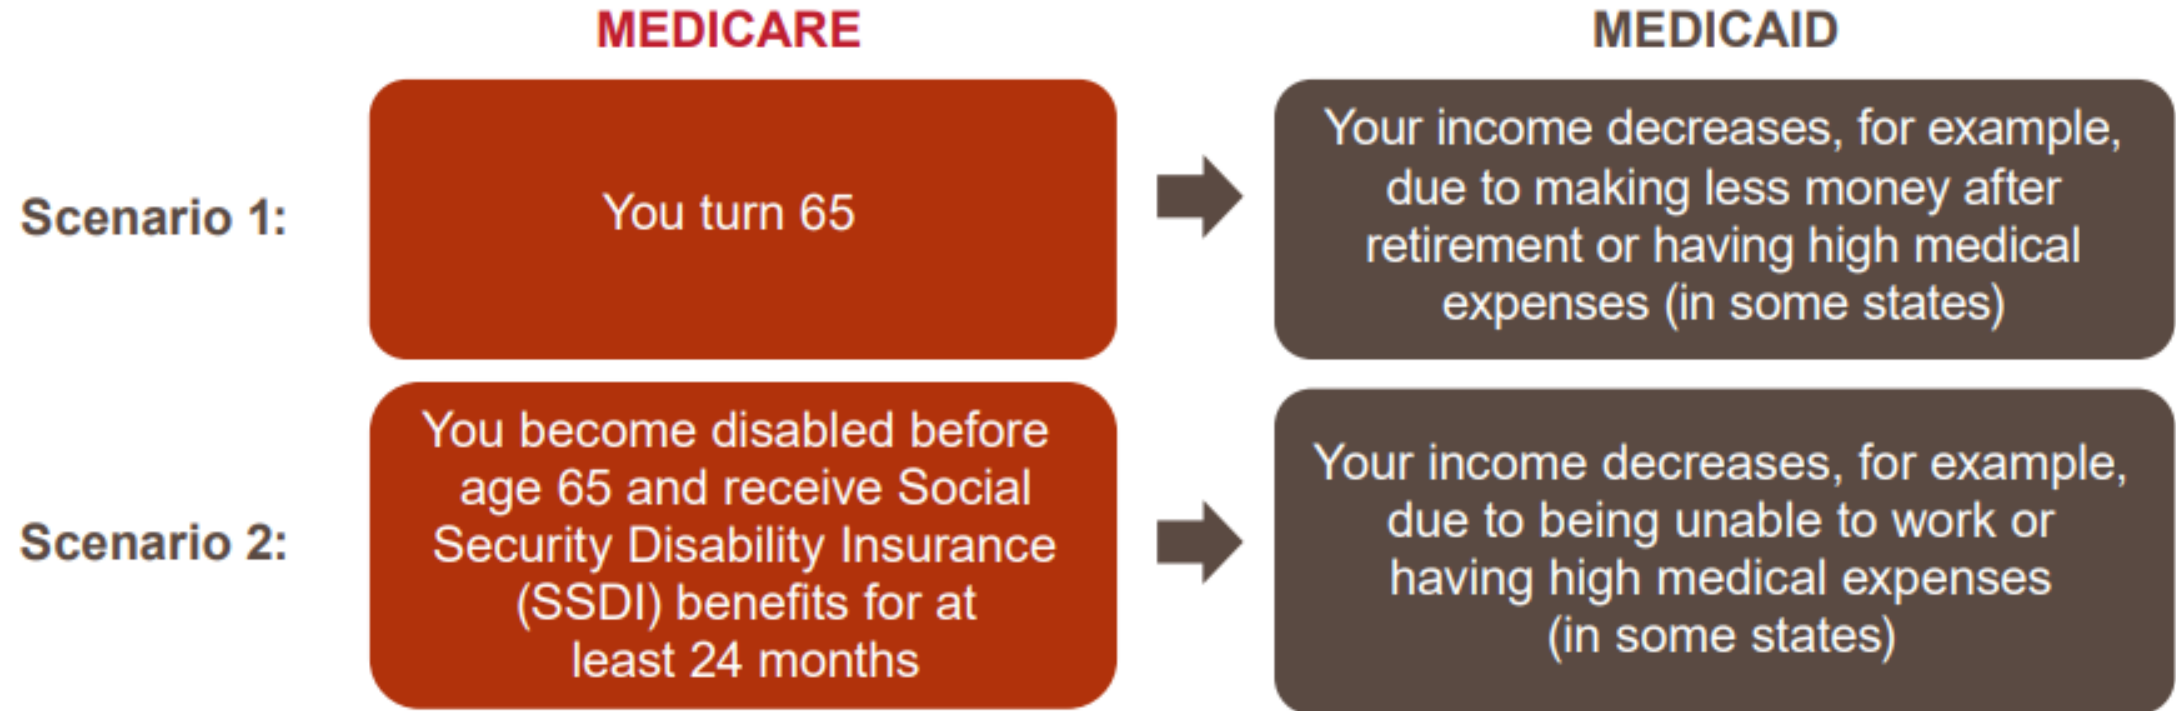 MEDICARE
MEDICAID
Scenario 1:
You turn 65
Your income decreases, for example,
due to making less money after
retirement or having high medical
expenses (in some states)
Scenario 2:
You become disabled before
age 65 and receive Social
Security Disability Insurance
(SSDI) benefits for at
least 24 months
Your income decreases, for example,
due to being unable to work or
having high medical expenses
(in some states)